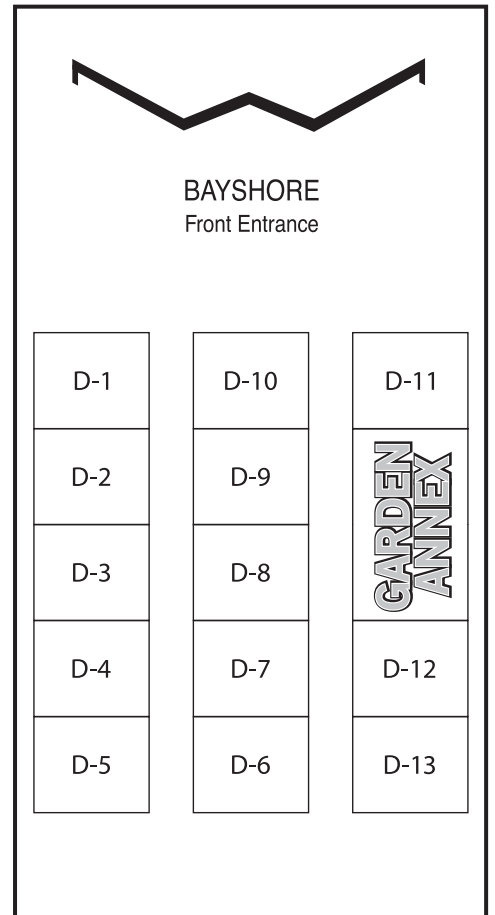 BAYSHORE
Front Entrance
D-1
D-10
D-11
D-2
D-9
GARDEN
ANNEX
D-3
D-8
D-4
D-7
D-12
D-5
D-6
D-13